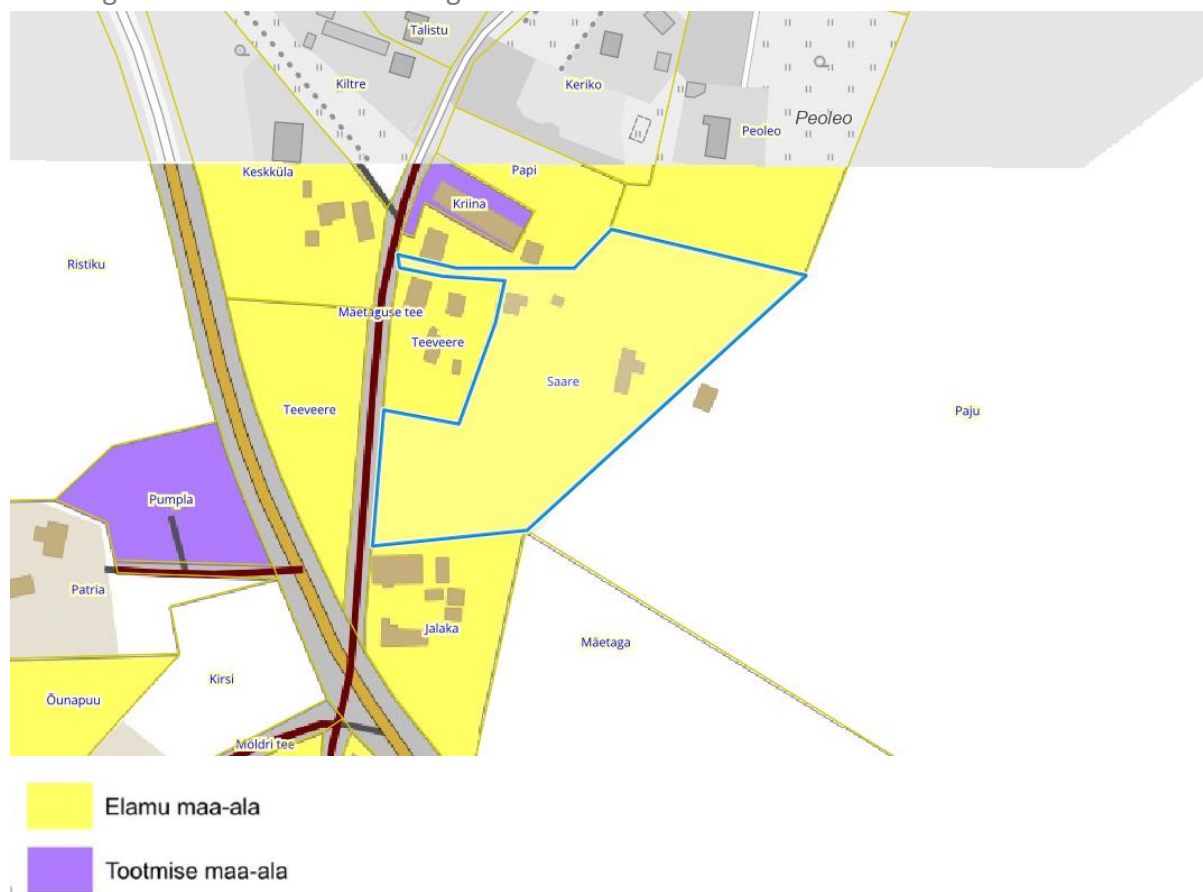 Talistu
Kiltre
Keriko
Peoleo
Peoleo
Keskküla
Papi
Kriina
Ristiku
Mäetaguse tee
Teeveere
Saare
Teeveere
Paju
Pumpla
Patria
Jalaka
Mäetaga
Kirsi
Õunapuu
Möldri tee
Elamu maa-ala
Tootmise maa-ala